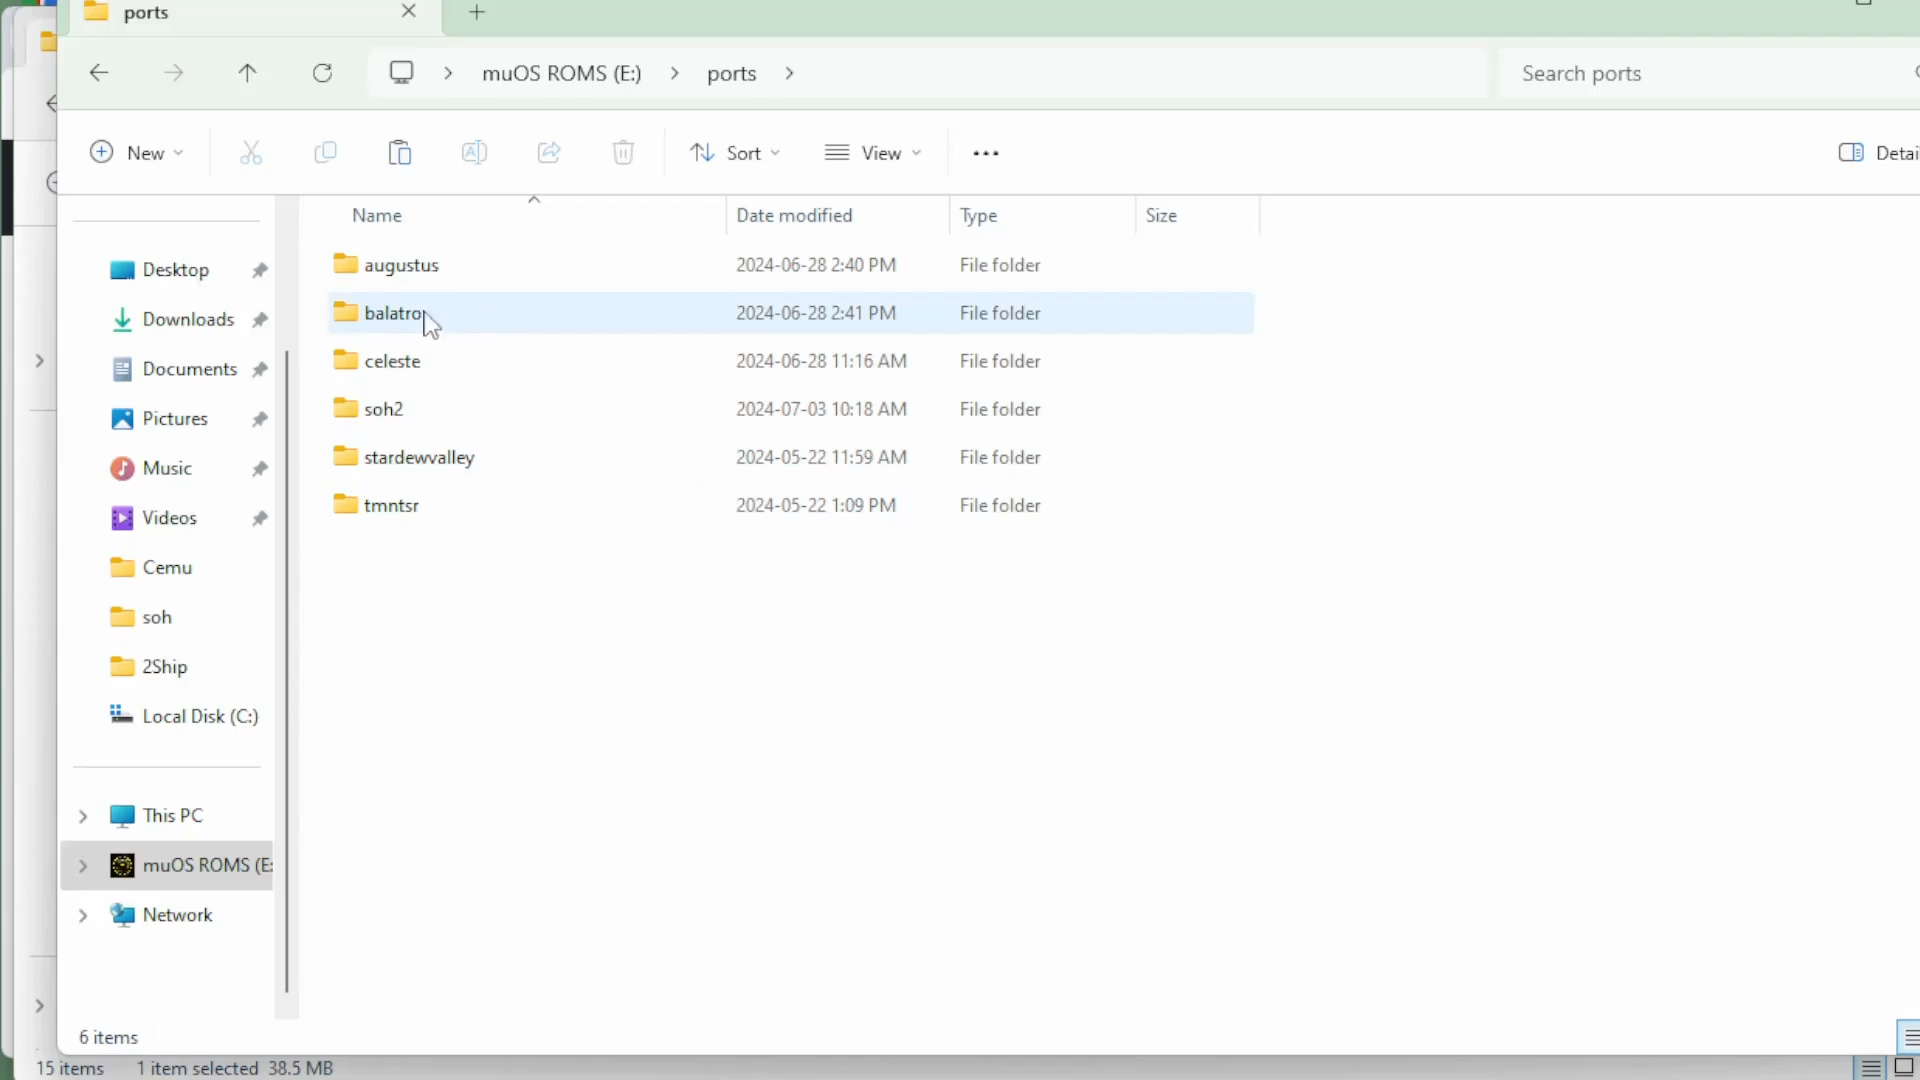 ports
muOS ROMS (E:) ports
Search ports
New
Sort
View
Detai
Name Date modified Type Size
augustus 2024-06-28 2:40 PM File folder
balatro 2024-06-28 2:41 PM File folder
celeste 2024-06-28 11:16 AM File folder
soh2 2024-07-03 10:18 AM File folder
stardewvalley 2024-05-22 11:59 AM File folder
tmntsr 2024-05-22 1:09 PM File folder
Desktop
Downloads
Documents
Pictures
Music
Videos
Cemu
soh
2Ship
Local Disk (C:)
This PC
muOS ROMS (E:
Network
6 items
15 items 1 item selected 38.5 MB